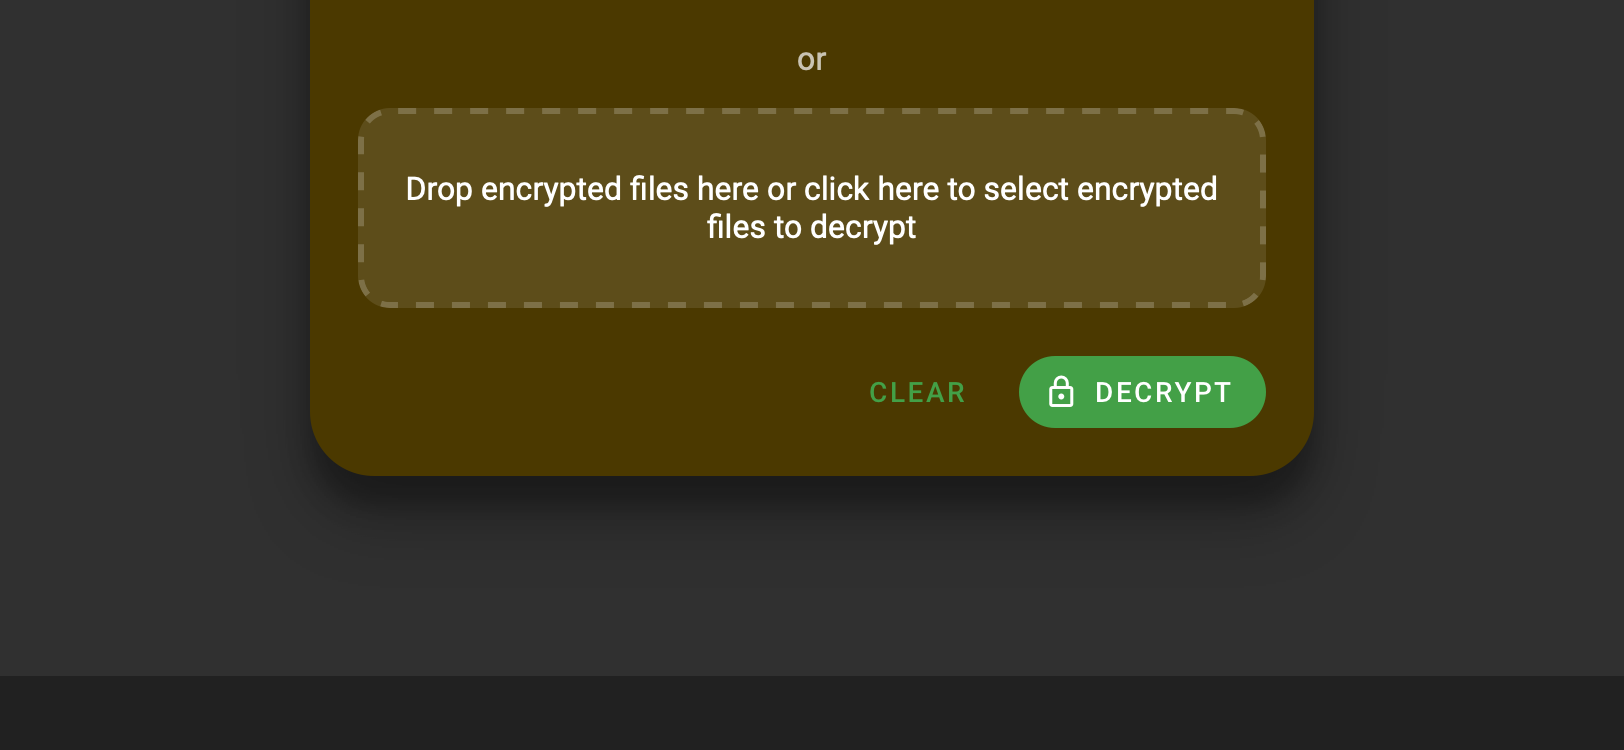 or
Drop encrypted files here or click here to select encrypted
files to decrypt
CLEAR
DECRYPT